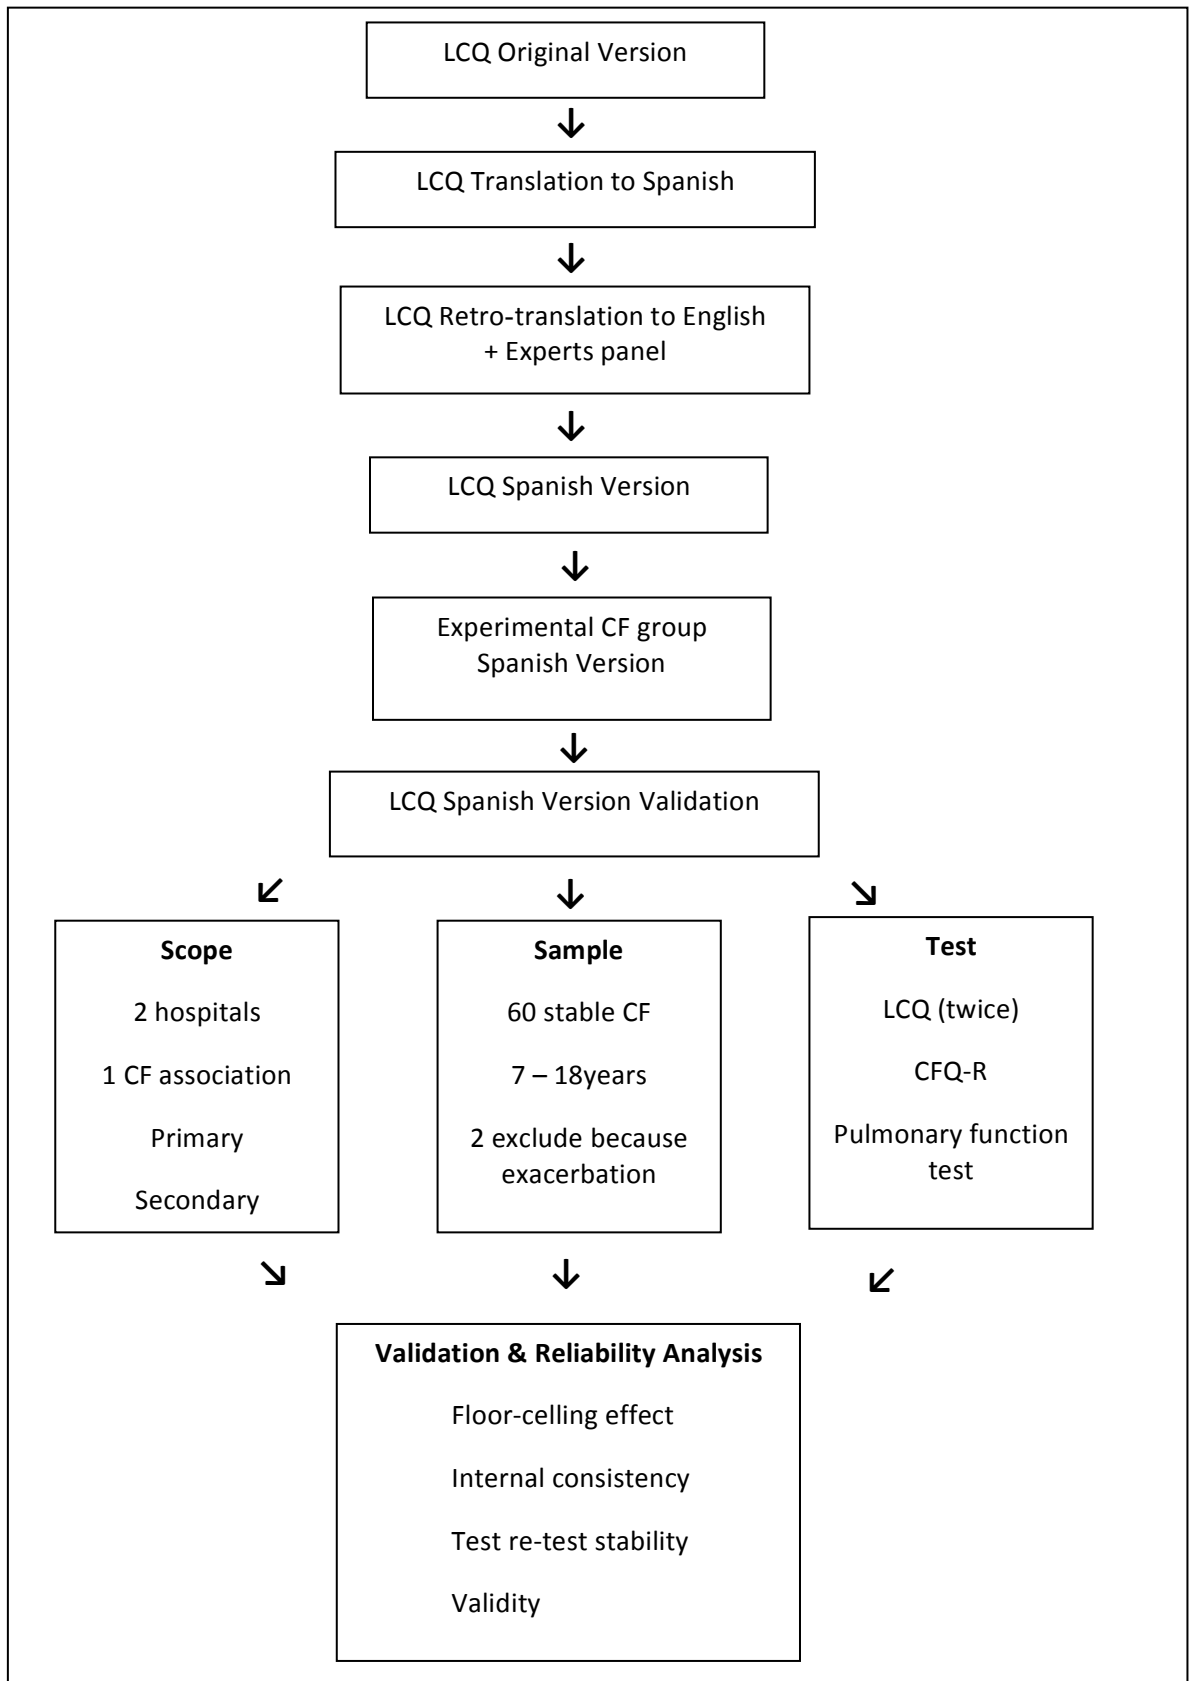 LCQ Original Version
LCQ Translation to Spanish
LCQ Retro-translation to English
+ Experts panel
LCQ Spanish Version
Experimental CF group
Spanish Version
LCQ Spanish Version Validation
Scope
2 hospitals
1 CF association
Primary
Secondary
Sample
60 stable CF
7 – 18years
2 exclude because
exacerbation
Test
LCQ (twice)
CFQ-R
Pulmonary function
test
Validation & Reliability Analysis
Floor-celling effect
Internal consistency
Test re-test stability
Validity